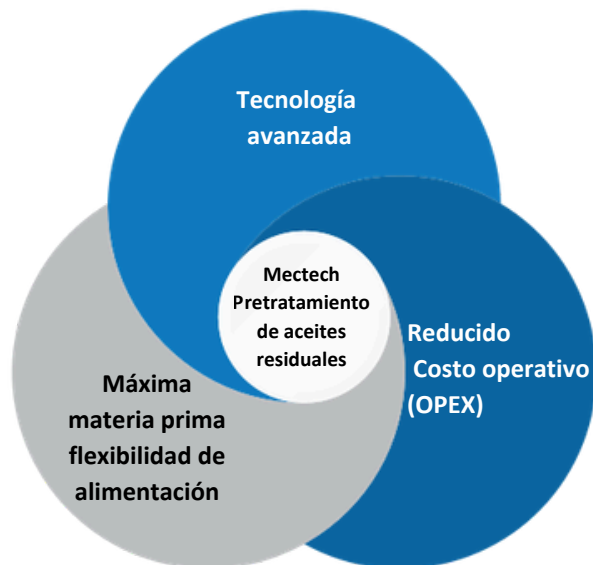 Tecnología
avanzada
Mectech
Pretratamiento
de aceites
residuales
Reducido
Costo operativo
(OPEX)
Máxima
materia prima
flexibilidad de
alimentación